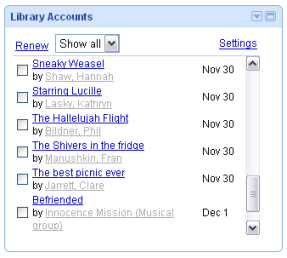 Library Accounts
Renew Show all Settings
Sneaky Weasel
by Shaw, Hannah Nov 30
Starring Lucille
by Lasky, Kathryn Nov 30
The Hallelujah Flight
by Bildner, Phil Nov 30
The Shivers in the fridge
by Manushkin, Fran Nov 30
The best picnic ever
by Jarrett, Clare Nov 30
Befriended
by Innocence Mission (Musical Dec 1
group)